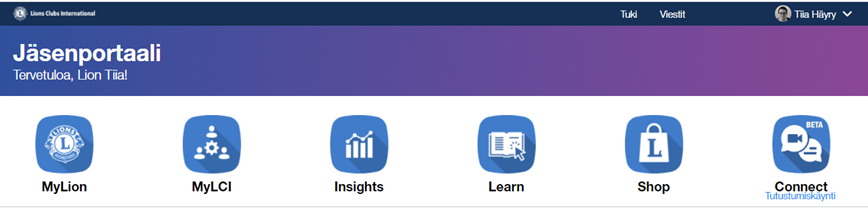 Lions Clubs International
Tuki
Viestit
Tiia Häyry
Jäsenportaali
Tervetuloa, Lion Tiia!
LIONS
L
L
BETA
MyLion
MyLCI
Insights
Learn
Shop
Connect
Tutustumiskäynti